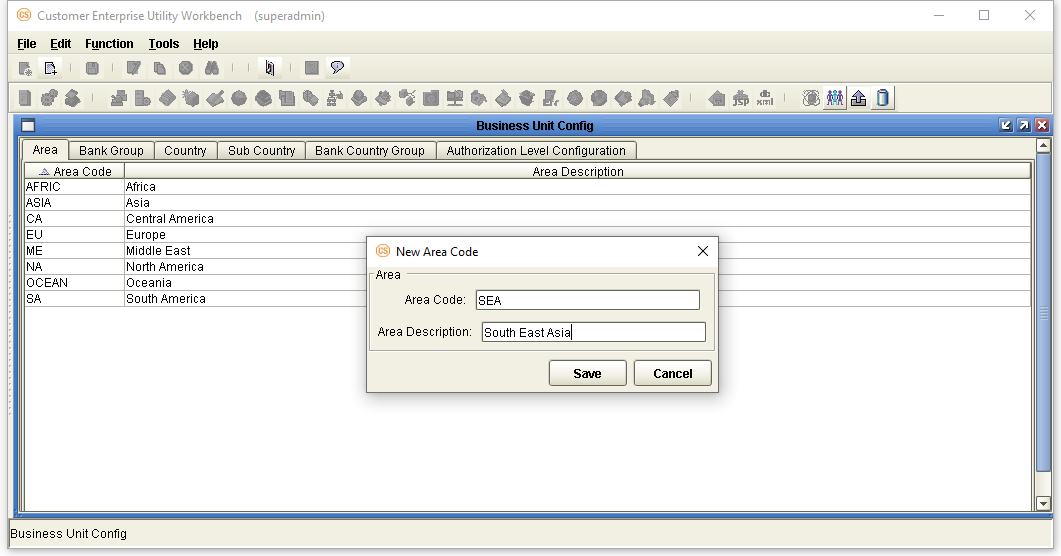 CS Customer Enterprise Utility Workbench (superadmin)
File Edit Function Tools Help
jsp xml
Business Unit Config
Area Bank Group Country Sub Country Bank Country Group Authorization Level Configuration
Area Code Area Description
AFRIC Africa
ASIA Asia
CA Central America
EU Europe
ME Middle East
NA North America
OCEAN Oceania
SA South America
CS New Area Code
Area
Area Code: SEA
Area Description: South East Asia
Save Cancel
Business Unit Config